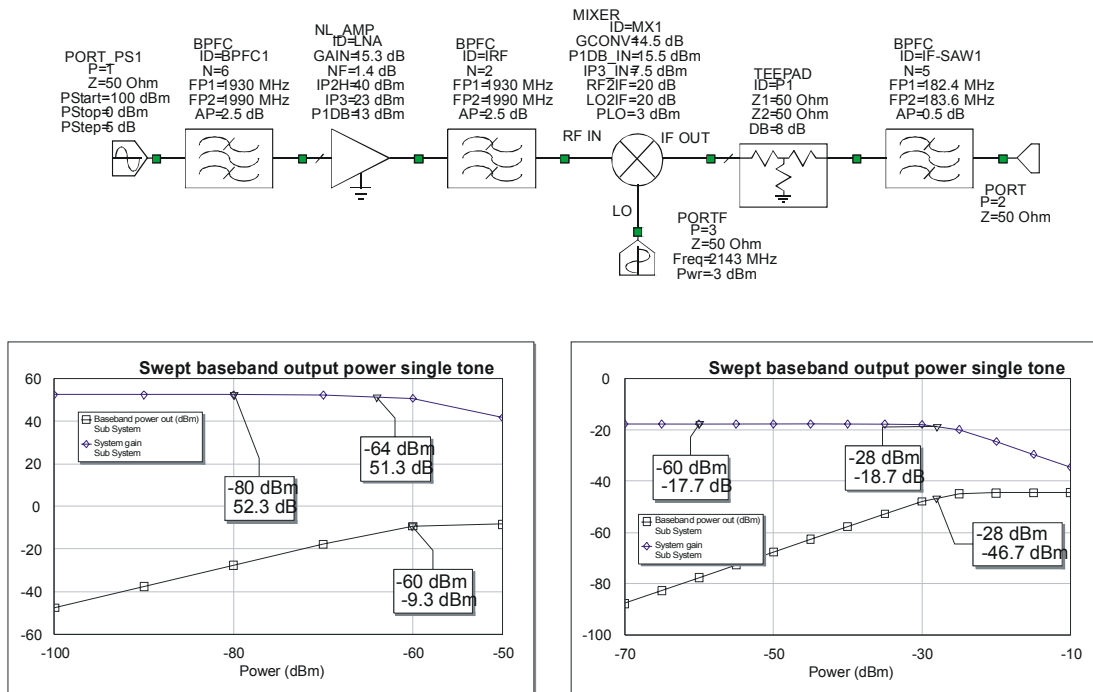 PORT_PS1
P=1
Z=50 Ohm
PStart=100 dBm
PStop=0 dBm
PStep=5 dB
BPFC
ID=BPFC1
N=6
FP1=1930 MHz
FP2=1990 MHz
AP=2.5 dB
NL_AMP
ID=LNA
GAIN=15.3 dB
NF=1.4 dB
IP2H=40 dBm
IP3=23 dBm
P1DB=13 dBm
BPFC
ID=IRF
N=2
FP1=1930 MHz
FP2=1990 MHz
AP=2.5 dB
MIXER
ID=MX1
GCONV=-4.5 dB
P1DB_IN=15.5 dBm
IP3_IN=7.5 dBm
RF2IF=20 dB
LO2IF=20 dB
PLO=3 dBm
RF IN
IF OUT
LO
PORTF
P=3
Z=50 Ohm
Freq=2143 MHz
Pwr=-3 dBm
TEEPAD
ID=P1
Z1=50 Ohm
Z2=50 Ohm
DB=8 dB
BPFC
ID=IF-SAW1
N=5
FP1=182.4 MHz
FP2=183.6 MHz
AP=0.5 dB
PORT
P=2
Z=50 Ohm
Swept baseband output power single tone
60
40
20
0
-20
-40
-60
Baseband power out (dBm)
Sub System
System gain
Sub System
-80 dBm
52.3 dB
-64 dBm
51.3 dB
-60 dBm
-9.3 dBm
-100
-80
-60
-50
Power (dBm)
Swept baseband output power single tone
0
-20
-40
-60
-80
-100
-60 dBm
-17.7 dB
-28 dBm
-18.7 dB
Baseband power out (dBm)
Sub System
System gain
Sub System
-28 dBm
-46.7 dBm
-70
-50
-30
-10
Power (dBm)